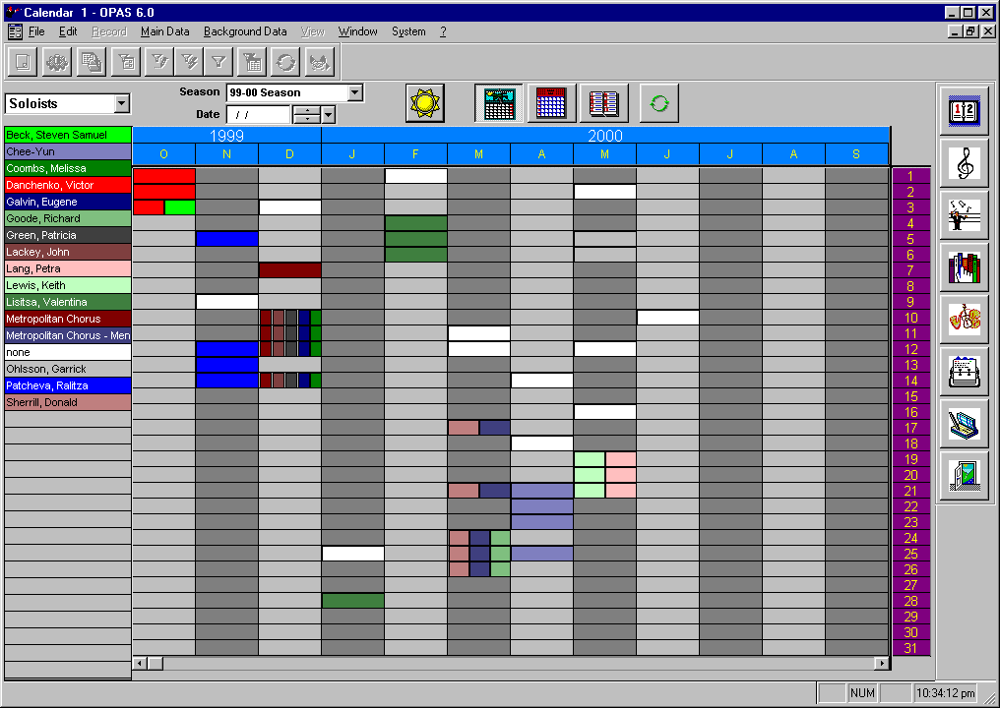 Calendar 1 - OPAS 6.0
File Edit Record Main Data Background Data View Window System ?
Soloists
Season 99-00 Season
Date / /
1999 2000
O N D J F M A M J J A S
Beck, Steven Samuel
Chee-Yun
Coombs, Melissa
Danchenko, Victor
Galvin, Eugene
Goode, Richard
Green, Patricia
Lackey, John
Lang, Petra
Lewis, Keith
Lisitsa, Valentina
Metropolitan Chorus
Metropolitan Chorus - Men
none
Ohlsson, Garrick
Patcheva, Ralitza
Sherrill, Donald
1
2
3
4
5
6
7
8
9
10
11
12
13
14
15
16
17
18
19
20
21
22
23
24
25
26
27
28
29
30
31
1 2
NUM 10:34:12 pm